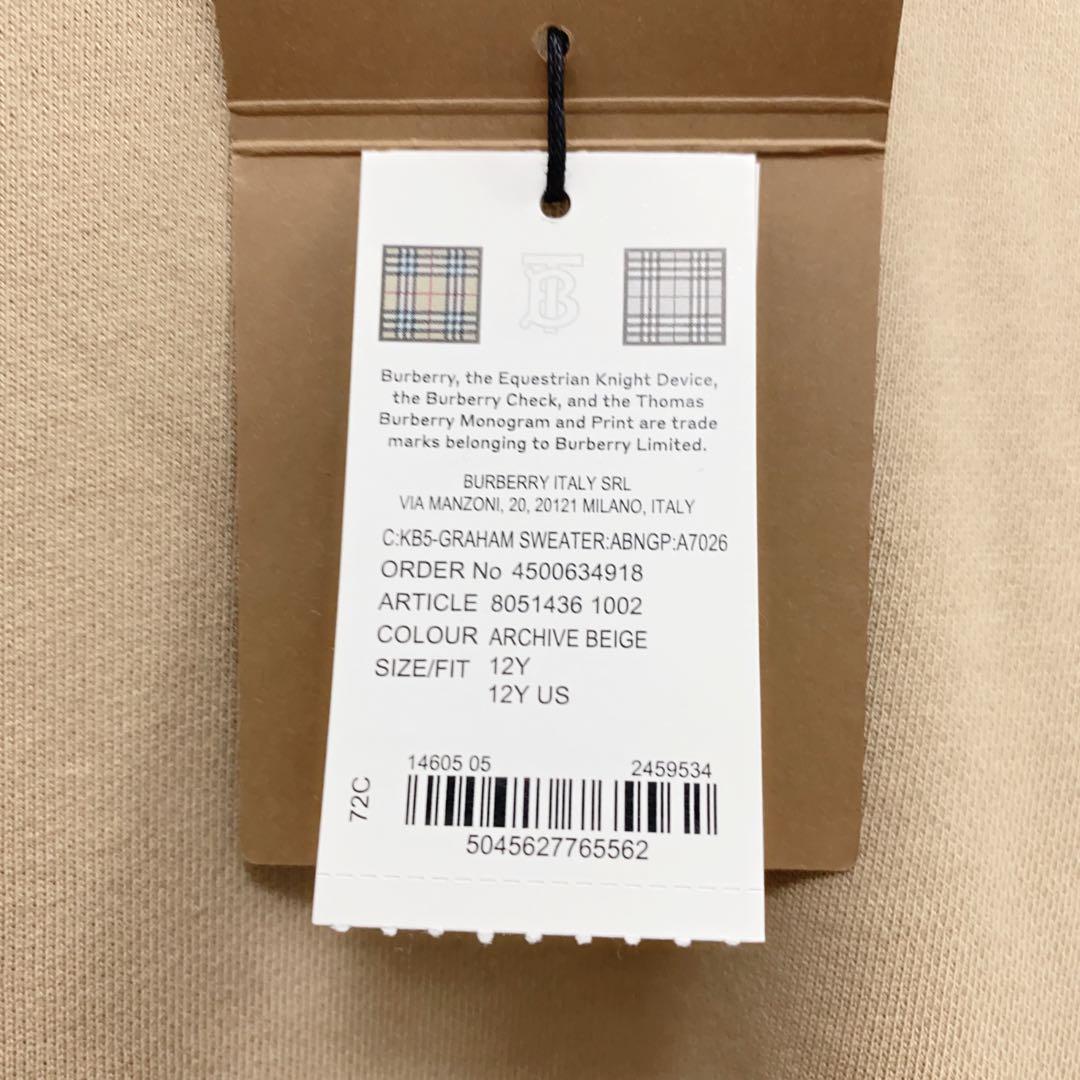 Burberry, the Equestrian Knight Device,
the Burberry Check, and the Thomas
Burberry Monogram and Print are trade
marks belonging to Burberry Limited.
BURBERRY ITALY SRL
VIA MANZONI, 20, 20121 MILANO, ITALY
C:KB5-GRAHAM SWEATER:ABNGP:A7026
ORDER No 4500634918
ARTICLE 8051436 1002
COLOUR ARCHIVE BEIGE
SIZE/FIT 12Y
12Y US
14605 05 2459534
72C
5045627765562